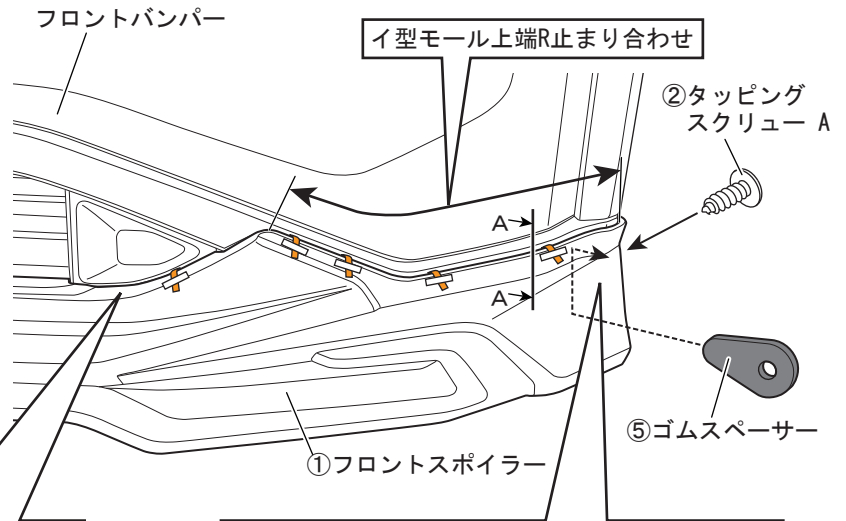 フロントバンパー
イ型モール上端R止まり合わせ
②タッピング
スクリュー A
A
A
⑤ゴムスペーサー
①フロントスポイラー